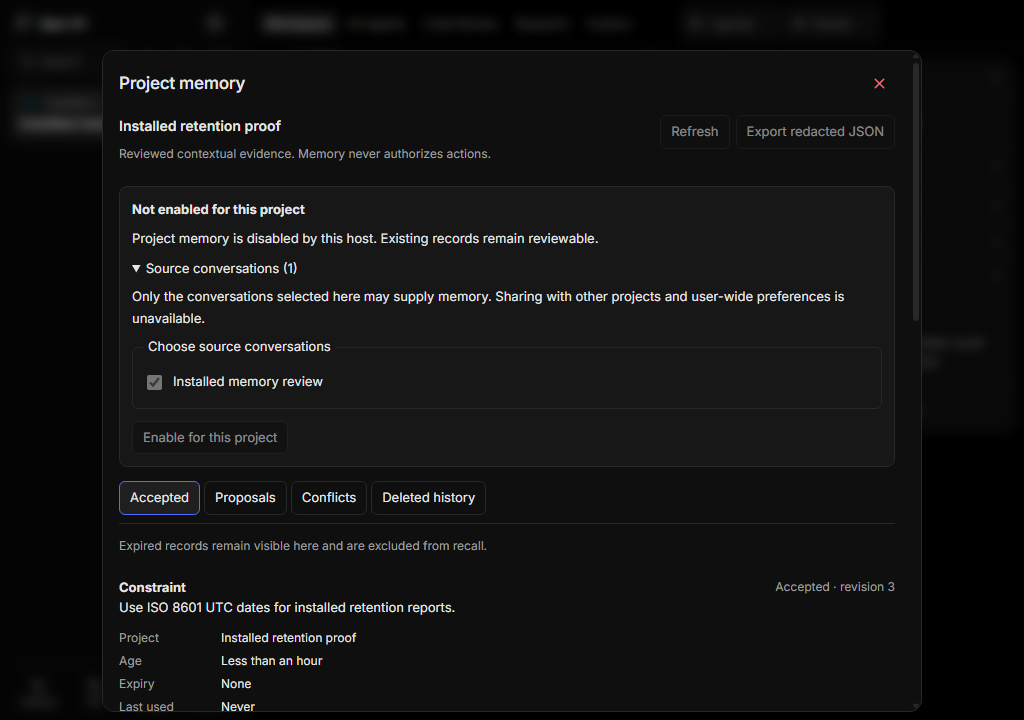 Project memory
Installed retention proof
Refresh
Export redacted JSON
Reviewed contextual evidence. Memory never authorizes actions.
Not enabled for this project
Project memory is disabled by this host. Existing records remain reviewable.
▼ Source conversations (1)
Only the conversations selected here may supply memory. Sharing with other projects and user-wide preferences is
unavailable.
Choose source conversations
Installed memory review
Enable for this project
Accepted
Proposals
Conflicts
Deleted history
Expired records remain visible here and are excluded from recall.
Constraint
Accepted · revision 3
Use ISO 8601 UTC dates for installed retention reports.
Project Installed retention proof
Age Less than an hour
Expiry None
Last used Never